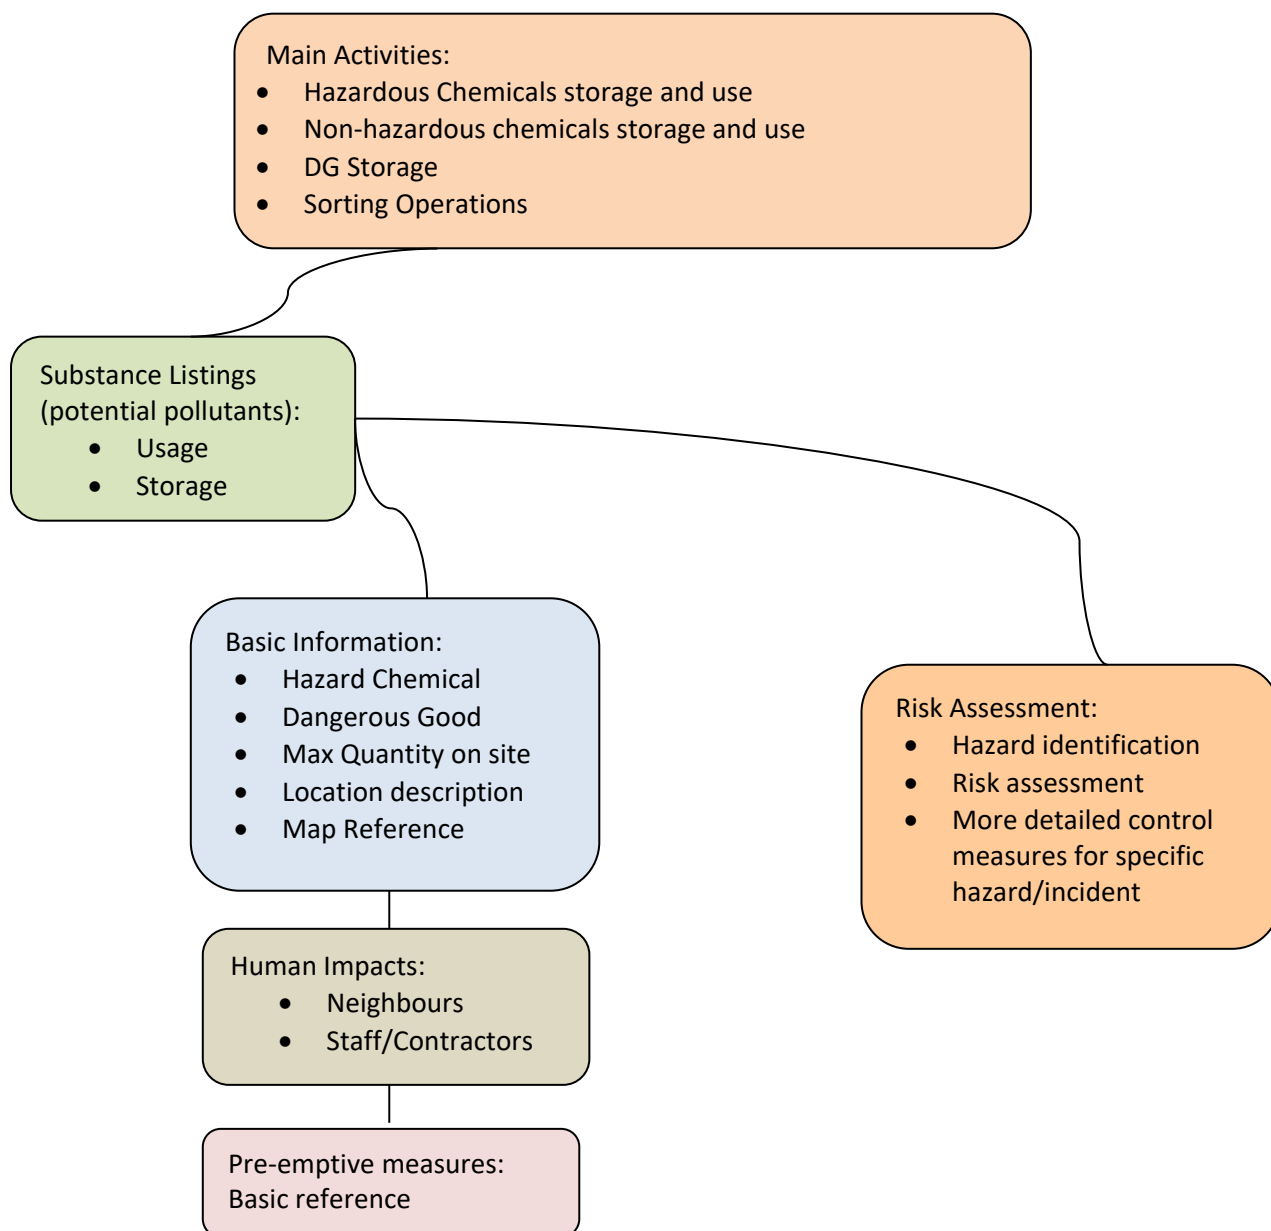 Main Activities:
• Hazardous Chemicals storage and use
• Non-hazardous chemicals storage and use
• DG Storage
• Sorting Operations
Substance Listings
(potential pollutants):
• Usage
• Storage
Basic Information:
• Hazard Chemical
• Dangerous Good
• Max Quantity on site
• Location description
• Map Reference
Risk Assessment:
• Hazard identification
• Risk assessment
• More detailed control
measures for specific
hazard/incident
Human Impacts:
• Neighbours
• Staff/Contractors
Pre-emptive measures:
Basic reference